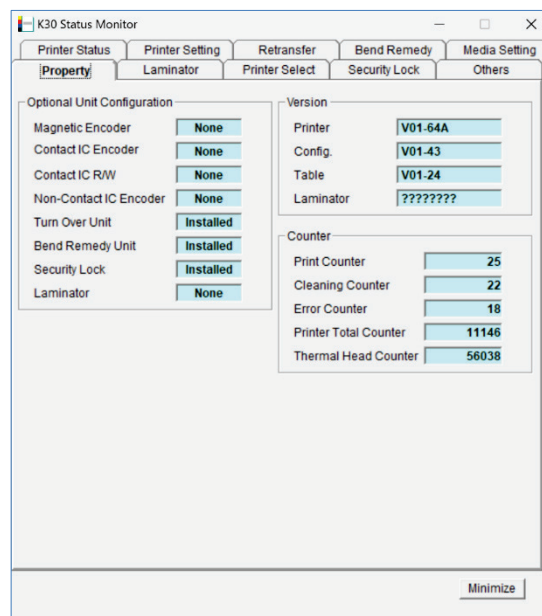 K30 Status Monitor
Printer Status Printer Setting Retransfer Bend Remedy Media Setting
Property Laminator Printer Select Security Lock Others
Optional Unit Configuration
Magnetic Encoder None
Contact IC Encoder None
Contact IC R/W None
Non-Contact IC Encoder None
Turn Over Unit Installed
Bend Remedy Unit Installed
Security Lock Installed
Laminator None
Version
Printer V01-64A
Config. V01-43
Table V01-24
Laminator ????????
Counter
Print Counter 25
Cleaning Counter 22
Error Counter 18
Printer Total Counter 11146
Thermal Head Counter 56038
Minimize